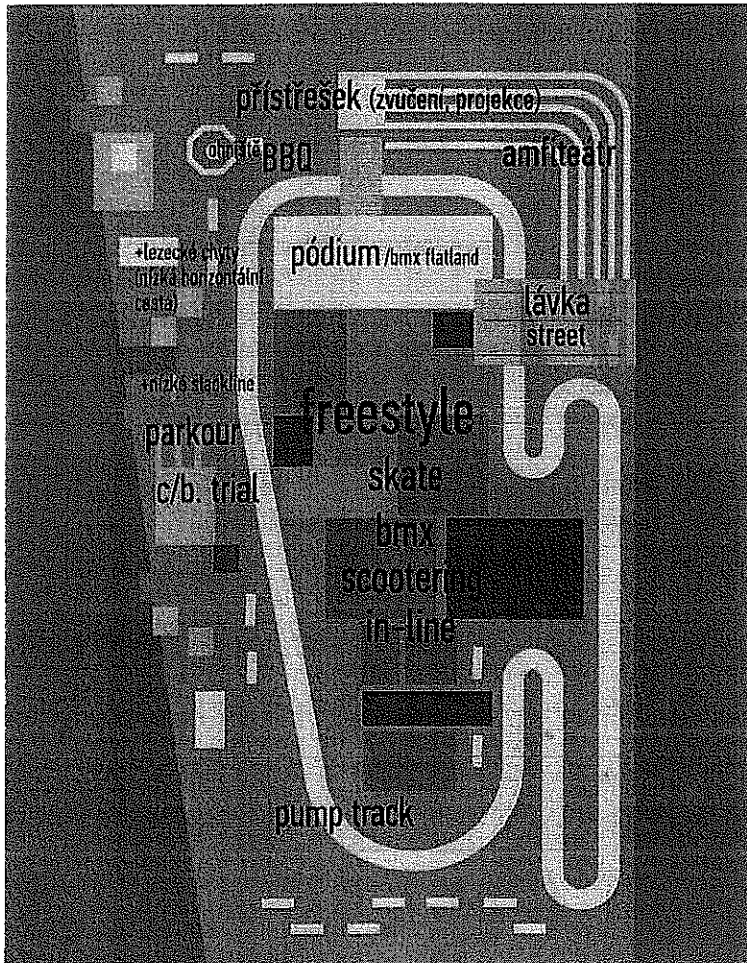 přístřešek (zvučení, projekce)
ohniště BBQ
amfiteátr
+lezecké chyty
(nízká horizontální
cesta)
pódium /bmx flatland
lávka
street
+nízké slackline
parkour
c/b. trial
freestyle
skate
bmx
scootering
in-line
pump track